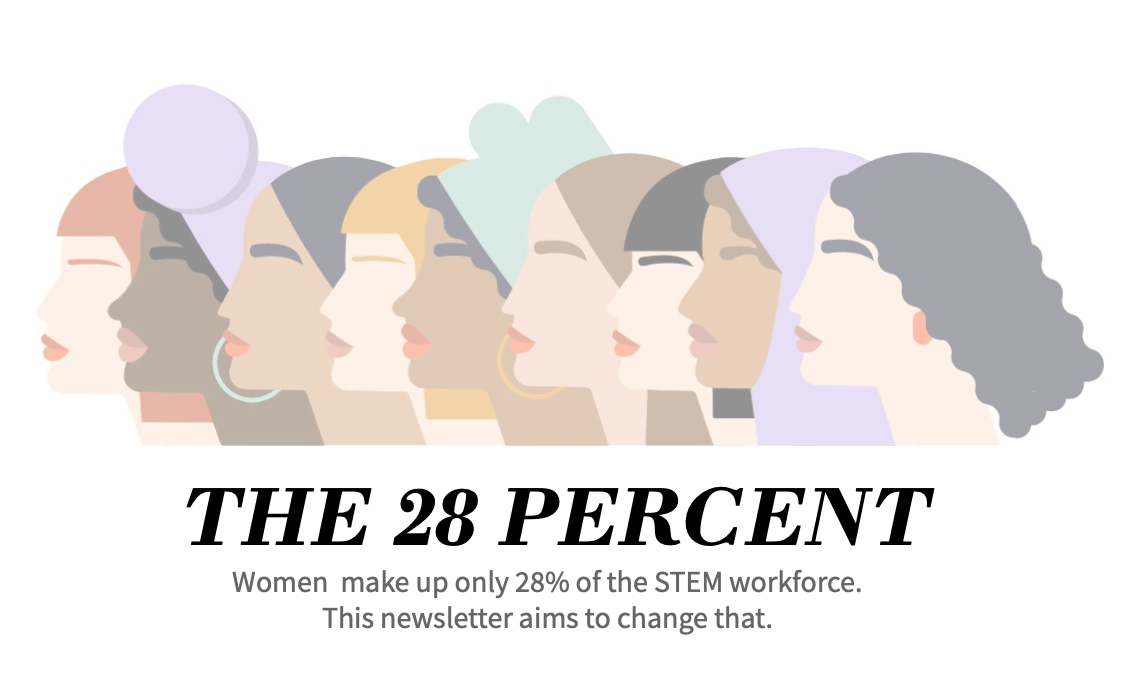 THE 28 PERCENT
Women  make up only 28% of the STEM workforce.
This newsletter aims to change that.